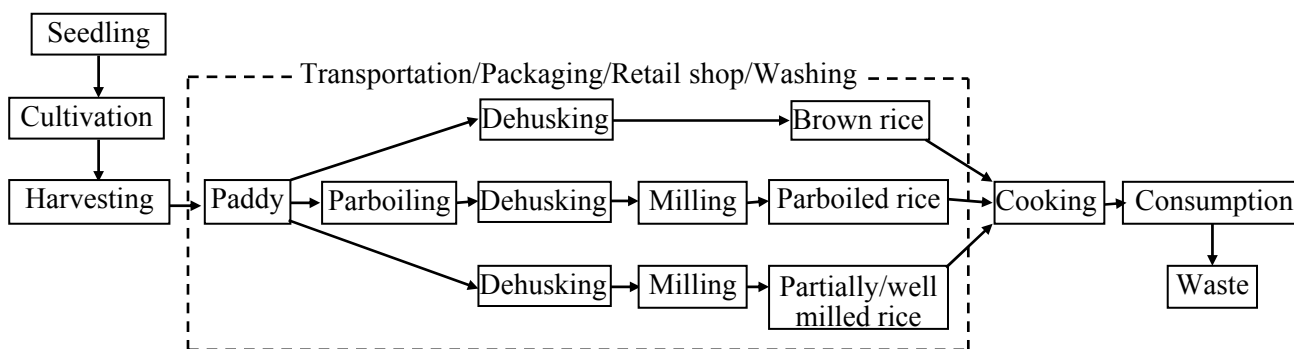 Seedling
Transportation/Packaging/Retail shop/Washing
Cultivation
Dehusking
Brown rice
Harvesting
Paddy
Parboiling
Dehusking
Milling
Parboiled rice
Cooking
Consumption
Dehusking
Milling
Partially/well
milled rice
Waste